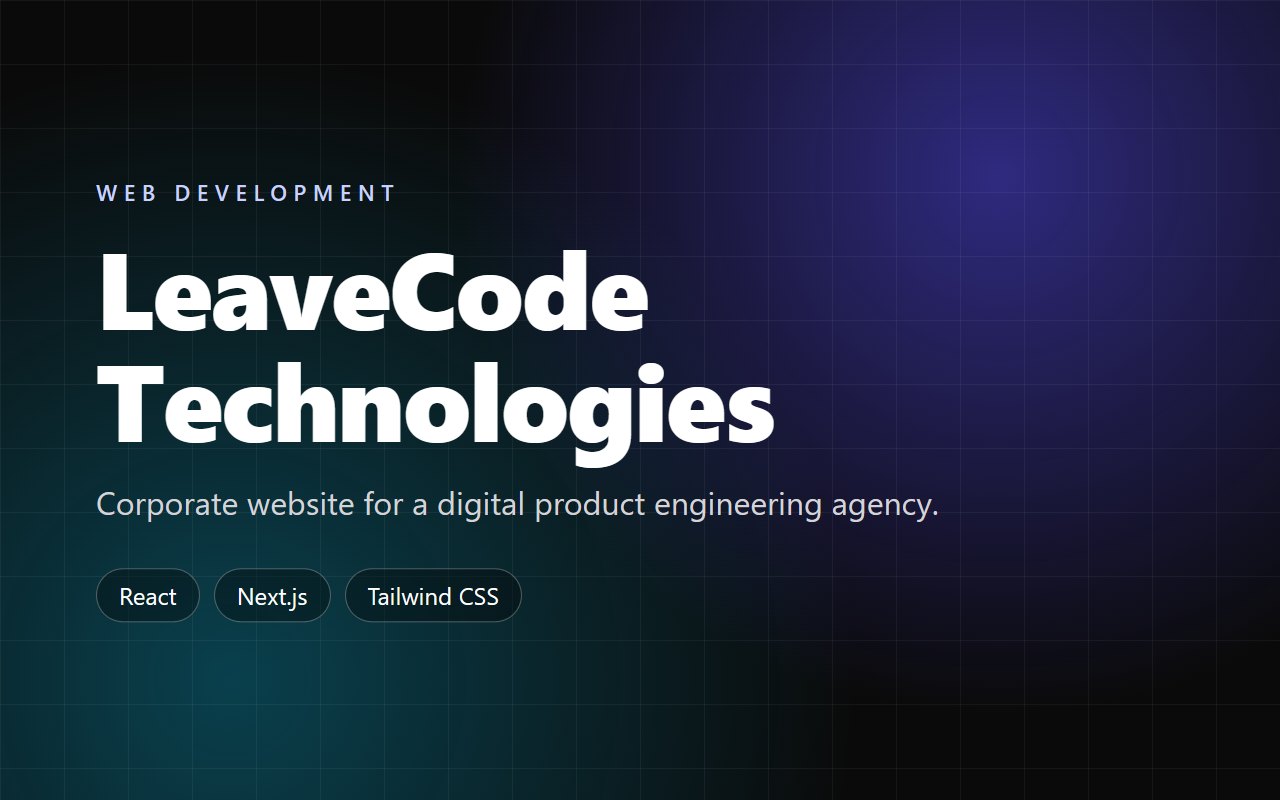 WEB DEVELOPMENT
LeaveCode
Technologies
Corporate website for a digital product engineering agency.
React Next.js Tailwind CSS